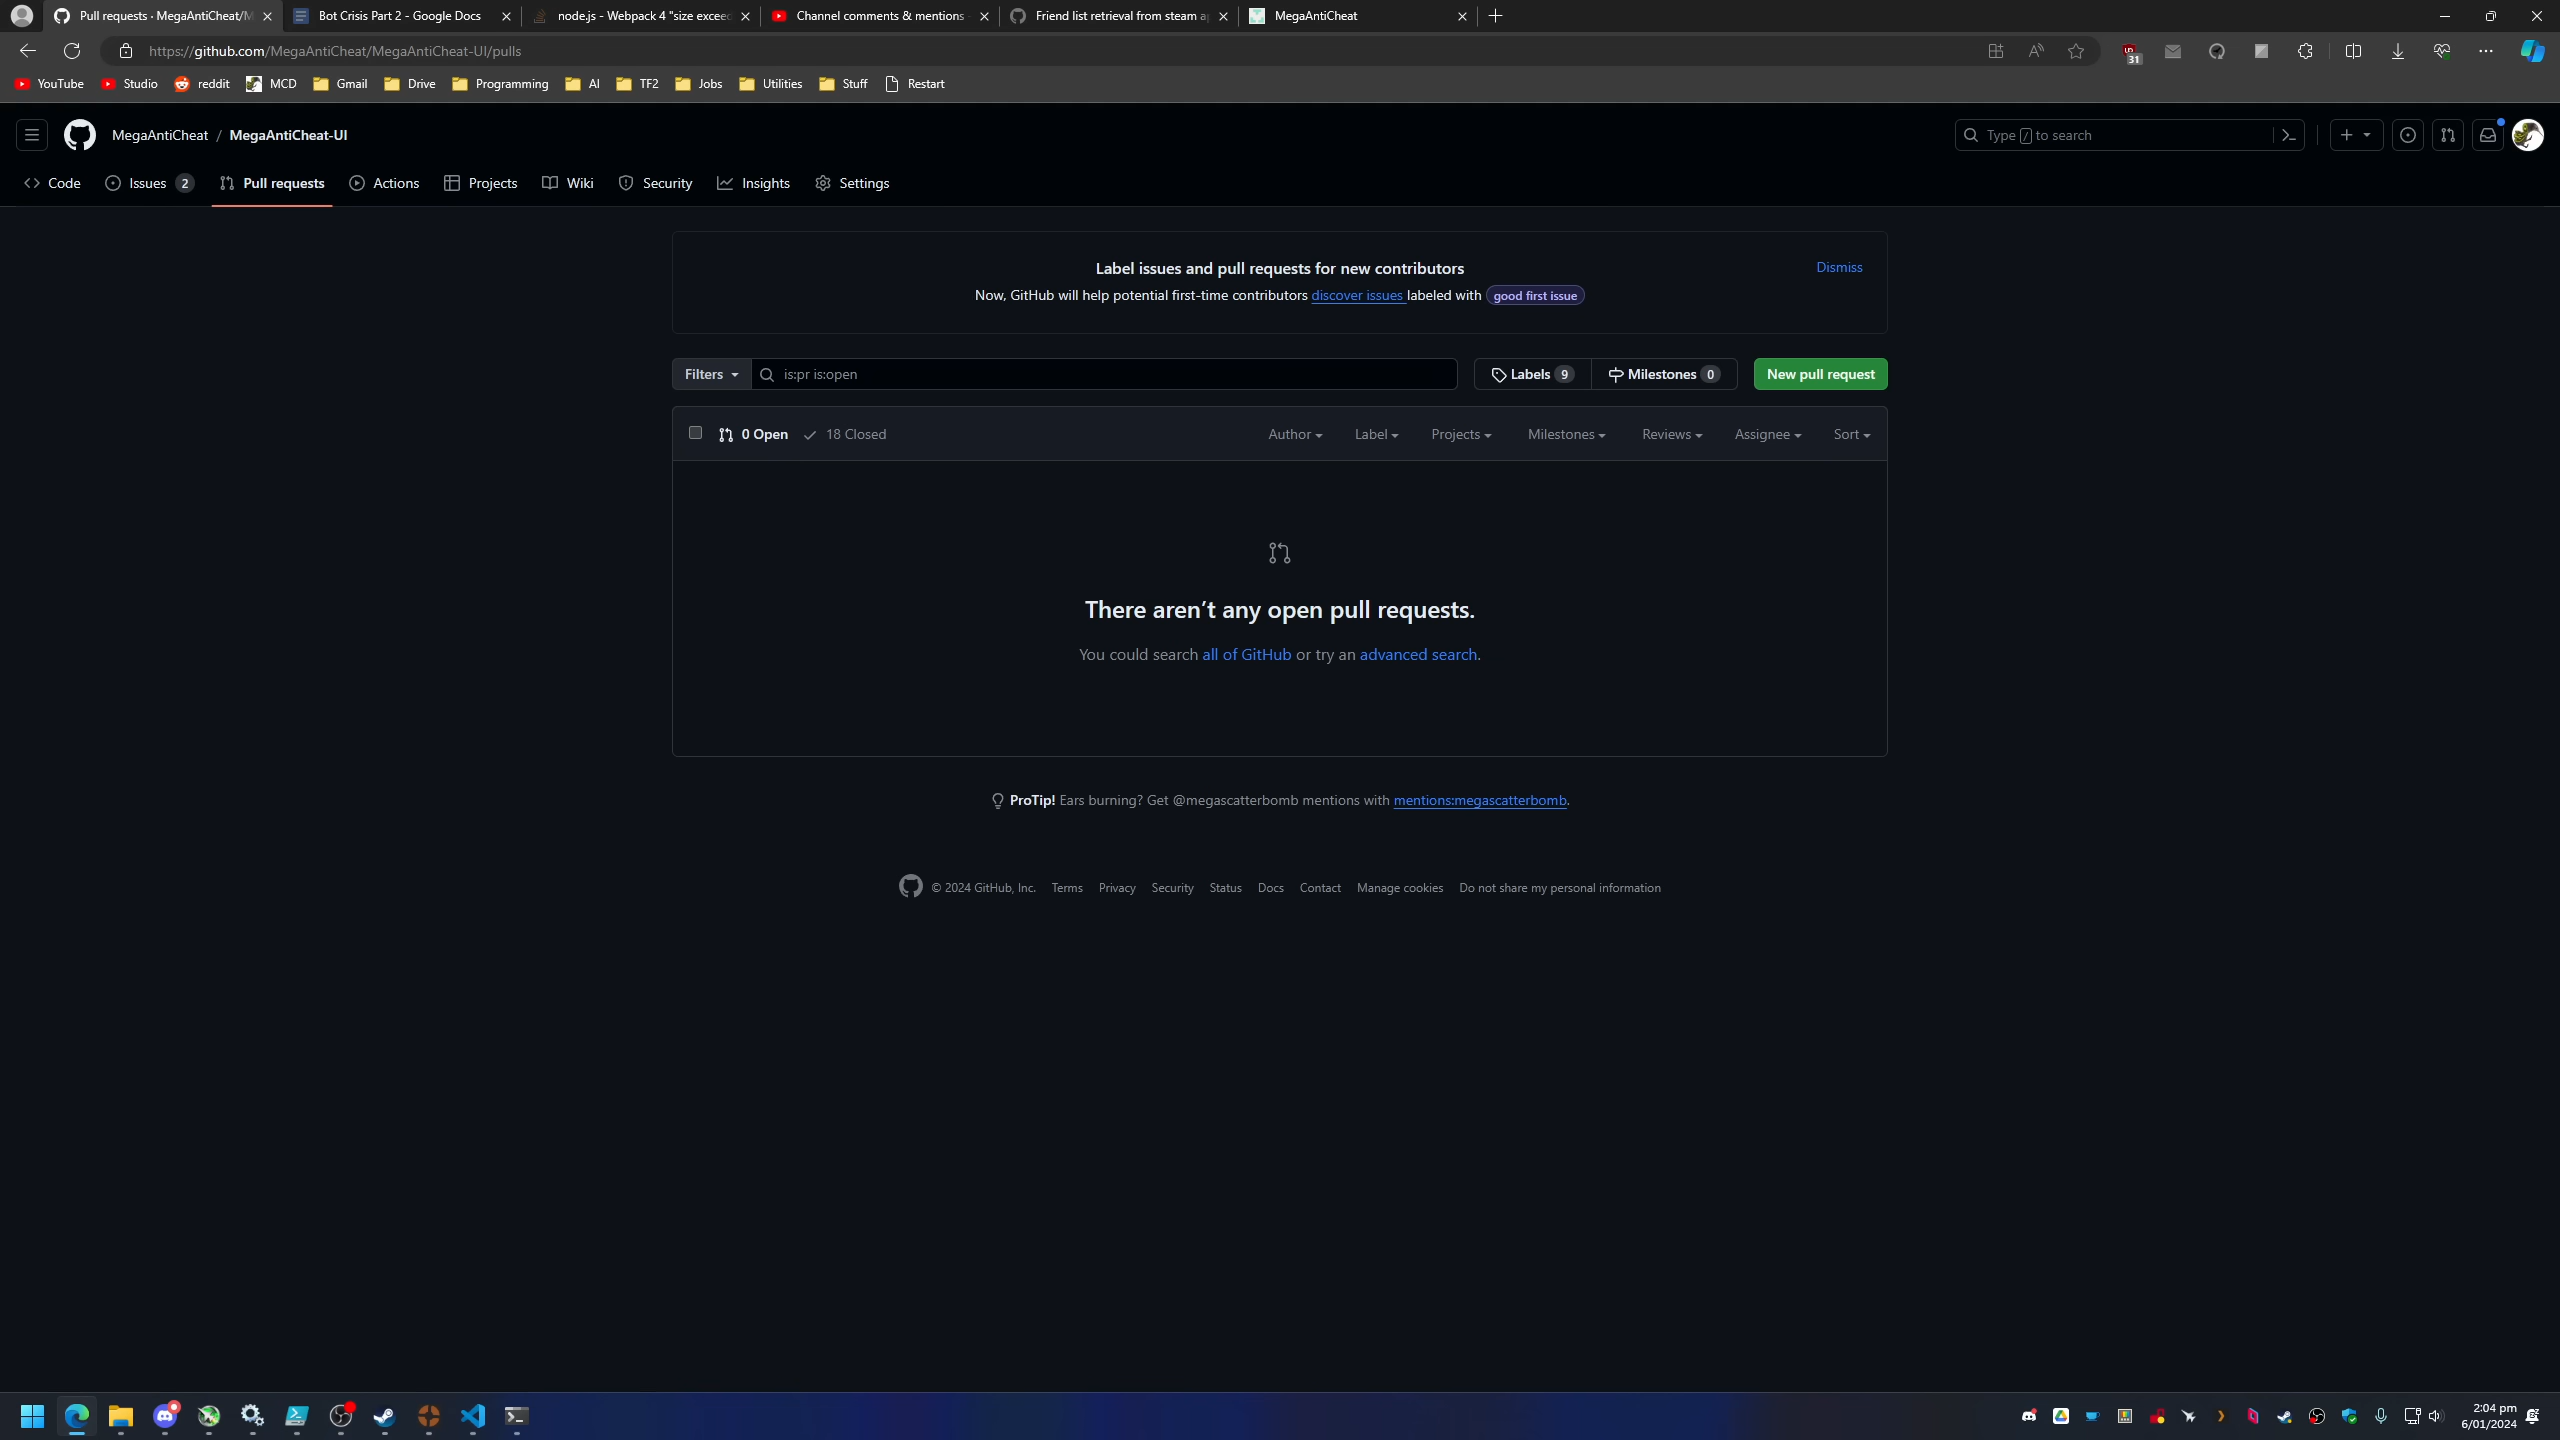 Pull requests · MegaAntiCheat/M
Bot Crisis Part 2 - Google Docs
node.js - Webpack 4 "size exceed
Channel comments & mentions -
Friend list retrieval from steam a
MegaAntiCheat
https://github.com/MegaAntiCheat/MegaAntiCheat-UI/pulls
31
YouTube
Studio
reddit
MCD
Gmail
Drive
Programming
AI
TF2
Jobs
Utilities
Stuff
Restart
MegaAntiCheat / MegaAntiCheat-UI
Type / to search
Code
Issues 2
Pull requests
Actions
Projects
Wiki
Security
Insights
Settings
Label issues and pull requests for new contributors
Dismiss
Now, GitHub will help potential first-time contributors discover issues labeled with good first issue
Filters
is:pr is:open
Labels 9
Milestones 0
New pull request
0 Open
18 Closed
Author
Label
Projects
Milestones
Reviews
Assignee
Sort
There aren’t any open pull requests.
You could search all of GitHub or try an advanced search.
ProTip! Ears burning? Get @megascatterbomb mentions with mentions:megascatterbomb.
© 2024 GitHub, Inc.
Terms
Privacy
Security
Status
Docs
Contact
Manage cookies
Do not share my personal information
2:04 pm
6/01/2024